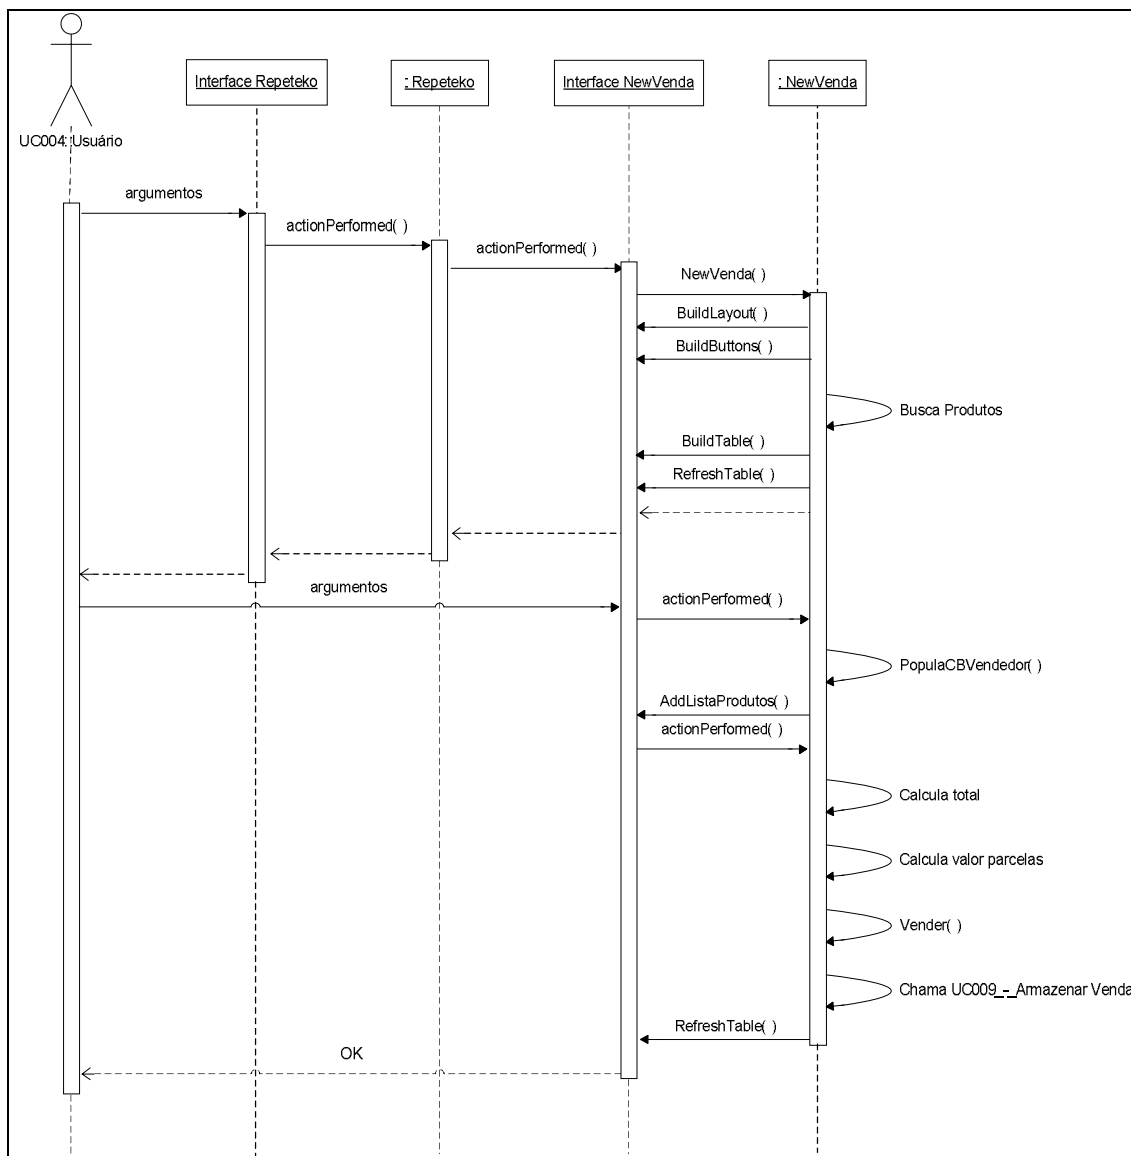 Interface Repeteko
: Repeteko
Interface NewVenda
: NewVenda
UC004: Usuário
argumentos
actionPerformed( )
actionPerformed( )
NewVenda( )
BuildLayout( )
BuildButtons( )
Busca Produtos
BuildTable( )
RefreshTable( )
argumentos
actionPerformed( )
PopulaCBVendedor( )
AddListaProdutos( )
actionPerformed( )
Calcula total
Calcula valor parcelas
Vender( )
Chama UC009_-_Armazenar Venda
RefreshTable( )
OK